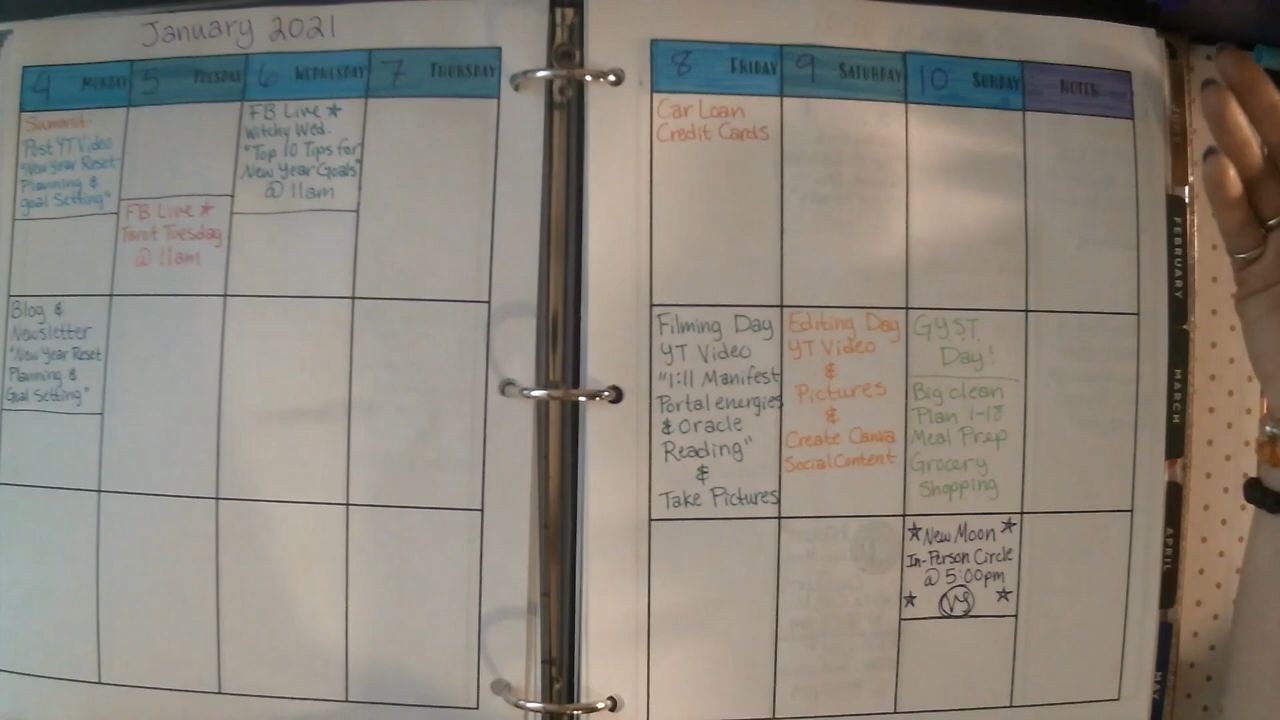 January 2021
4 MONDAY
5 TUESDAY
6 WEDNESDAY
7 THURSDAY
8 FRIDAY
9 SATURDAY
10 SUNDAY
NOTES
Post YT Video
"New Year Reset
Planning &
goal Setting"
FB Live ★
Tarot Tuesday
@ 11am
FB Live ★
Witchy Wed.
"Top 10 Tips for
New Year Goals"
@ 11am
Car Loan
Credit Cards
Blog &
Newsletter
"New Year Reset
Planning &
Goal Setting"
Filming Day
YT Video
"1:11 Manifest
Portal energies
& Oracle
Reading"
&
Take Pictures
Editing Day
YT Video
&
Pictures
&
Create Canva
Social Content
GYST
Day!
Big clean
Plan 1-18
Meal Prep
Grocery
Shopping
★ New Moon ★
In-Person Circle
@ 5:00pm
★ VS ★
FEBRUARY
MARCH
APRIL
MAY